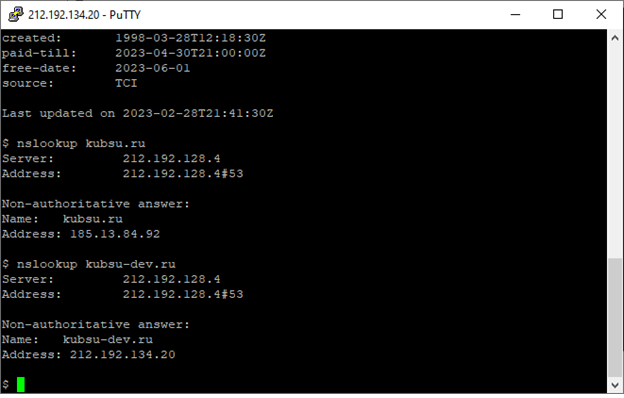 212.192.134.20 - PuTTY
created:       1998-03-28T12:18:30Z
paid-till:     2023-04-30T21:00:00Z
free-date:     2023-06-01
source:        TCI
Last updated on 2023-02-28T21:41:30Z
$ nslookup kubsu.ru
Server:         212.192.128.4
Address:        212.192.128.4#53
Non-authoritative answer:
Name:   kubsu.ru
Address: 185.13.84.92
$ nslookup kubsu-dev.ru
Server:         212.192.128.4
Address:        212.192.128.4#53
Non-authoritative answer:
Name:   kubsu-dev.ru
Address: 212.192.134.20
$